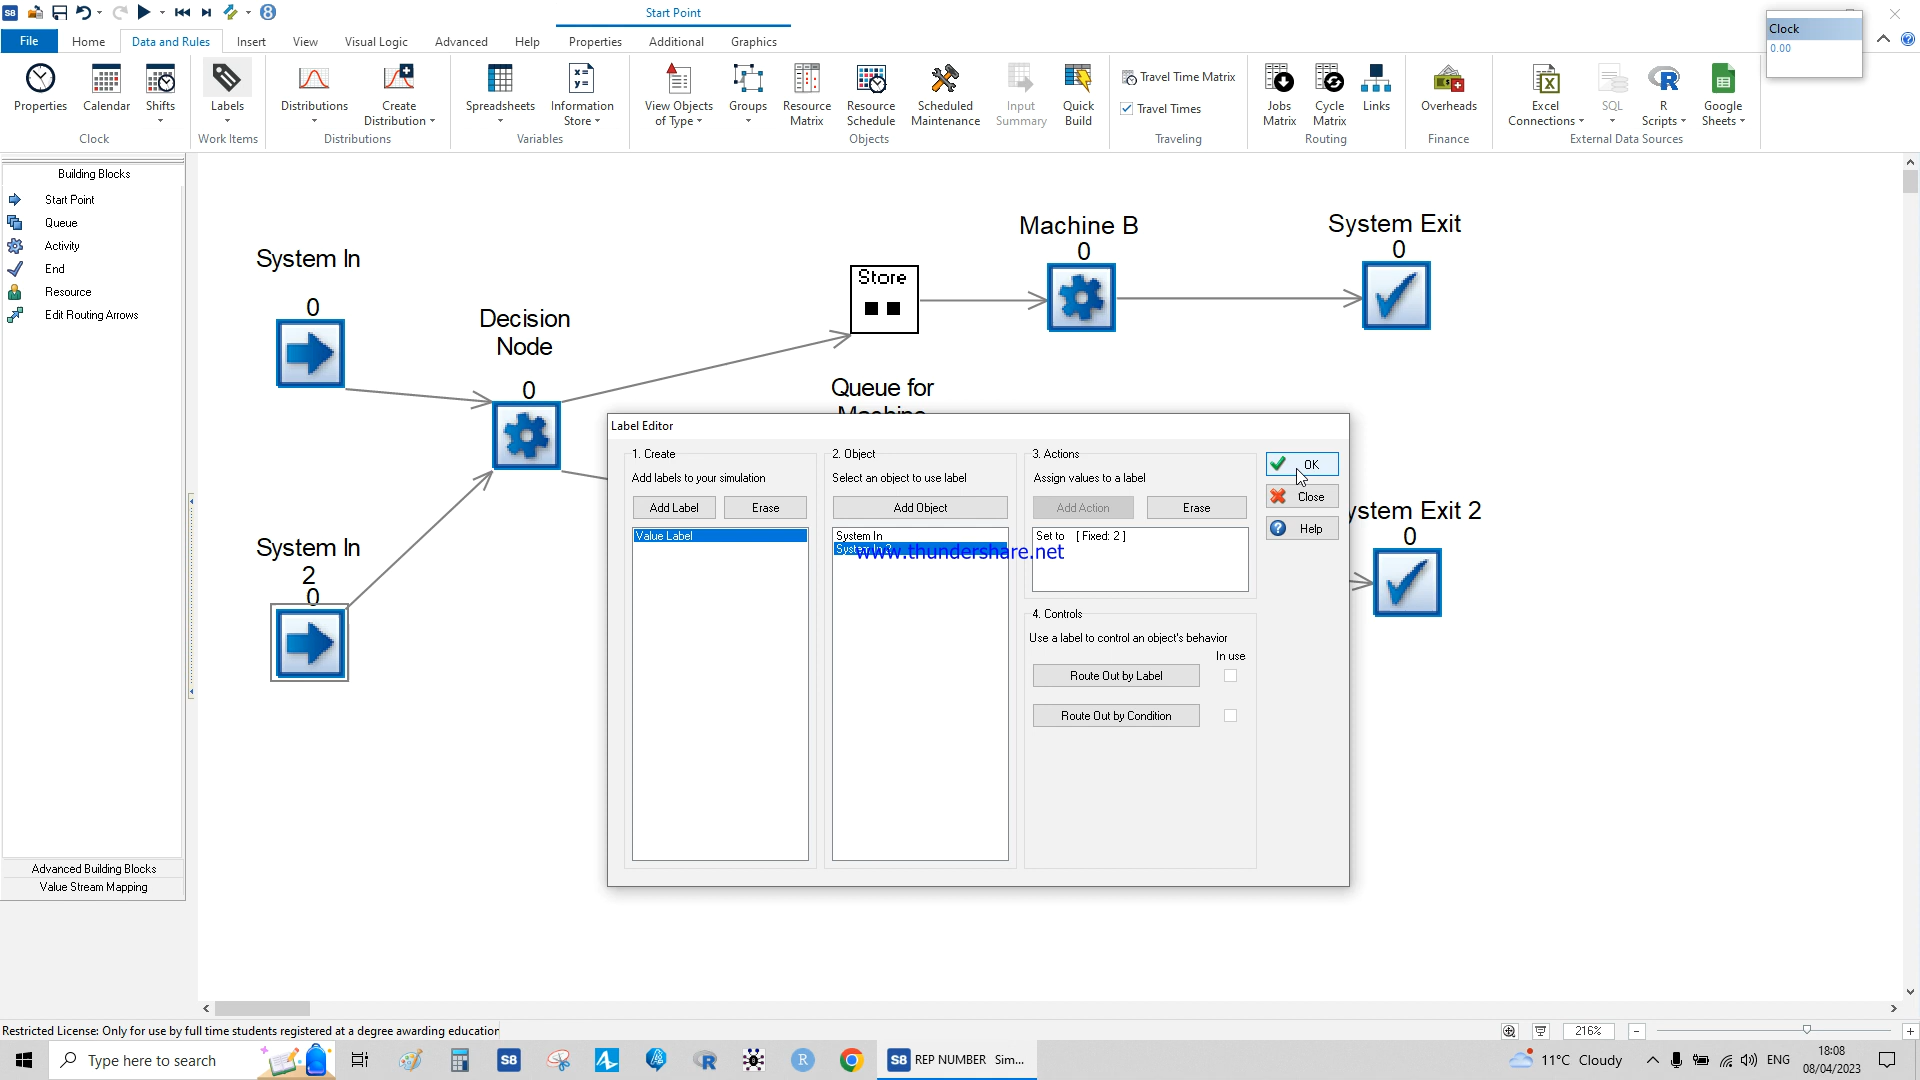 Start Point
File
Home
Data and Rules
Insert
View
Visual Logic
Advanced
Help
Properties
Additional
Graphics
Clock
0.00
Properties
Calendar
Shifts
Clock
Labels
Work Items
Distributions
Create
Distribution
Distributions
Spreadsheets
Information
Store
Variables
View Objects
of Type
Groups
Resource
Matrix
Resource
Schedule
Scheduled
Maintenance
Input
Summary
Quick
Build
Objects
Travel Time Matrix
Travel Times
Traveling
Jobs
Matrix
Cycle
Matrix
Links
Routing
Overheads
Finance
Excel
Connections
SQL
R
Scripts
Google
Sheets
External Data Sources
Building Blocks
Start Point
Queue
Activity
End
Resource
Edit Routing Arrows
Advanced Building Blocks
Value Stream Mapping
System In
0
Decision
Node
0
System In
2
0
Store
Machine B
0
System Exit
0
Queue for
System Exit 2
0
Label Editor
1. Create
Add labels to your simulation
Add Label
Erase
Value Label
2. Object
Select an object to use label
Add Object
System In
System In 2
www.thundershare.net
3. Actions
Assign values to a label
Add Action
Erase
Set to [ Fixed: 2 ]
4. Controls
Use a label to control an object's behavior
In use
Route Out by Label
Route Out by Condition
OK
Close
Help
Restricted License: Only for use by full time students registered at a degree awarding education
216%
Type here to search
S8
S8 REP NUMBER Sim...
11°C Cloudy
ENG
18:08
08/04/2023